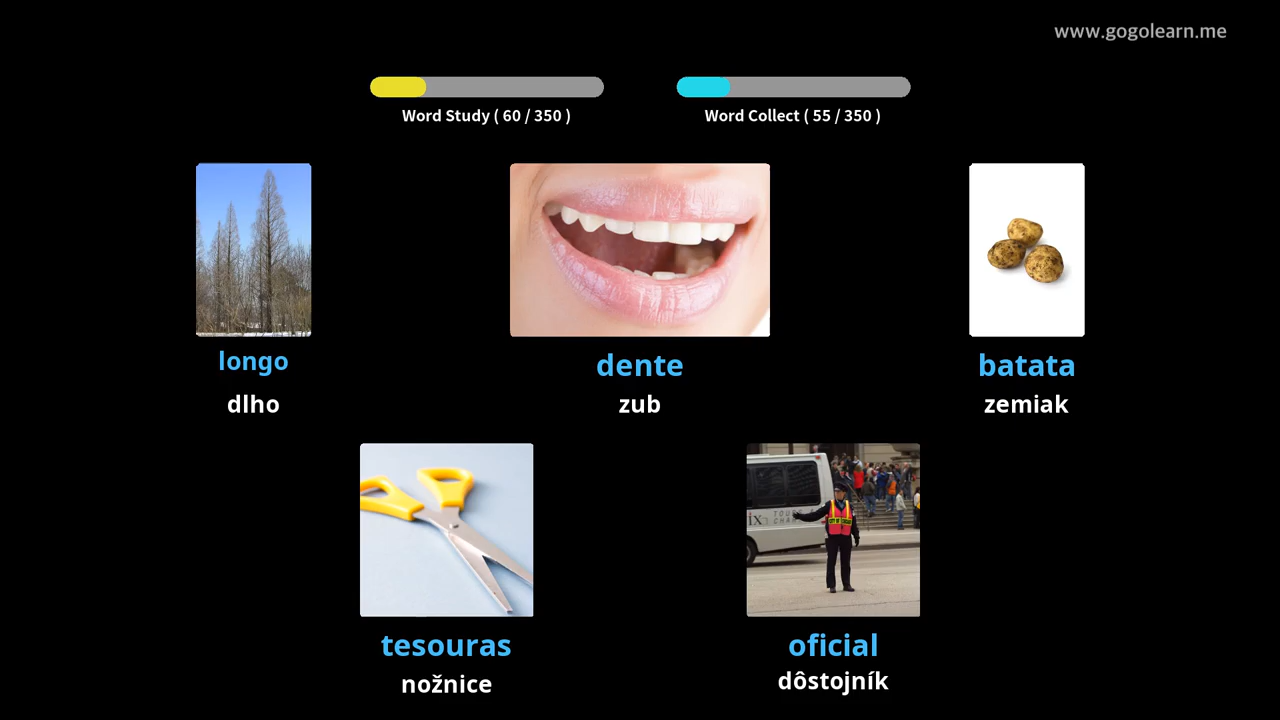 www.gogolearn.me
Word Study ( 60 / 350 )
Word Collect ( 55 / 350 )
longo
dente
batata
dlho
zub
zemiak
tesouras
oficial
nožnice
dôstojník